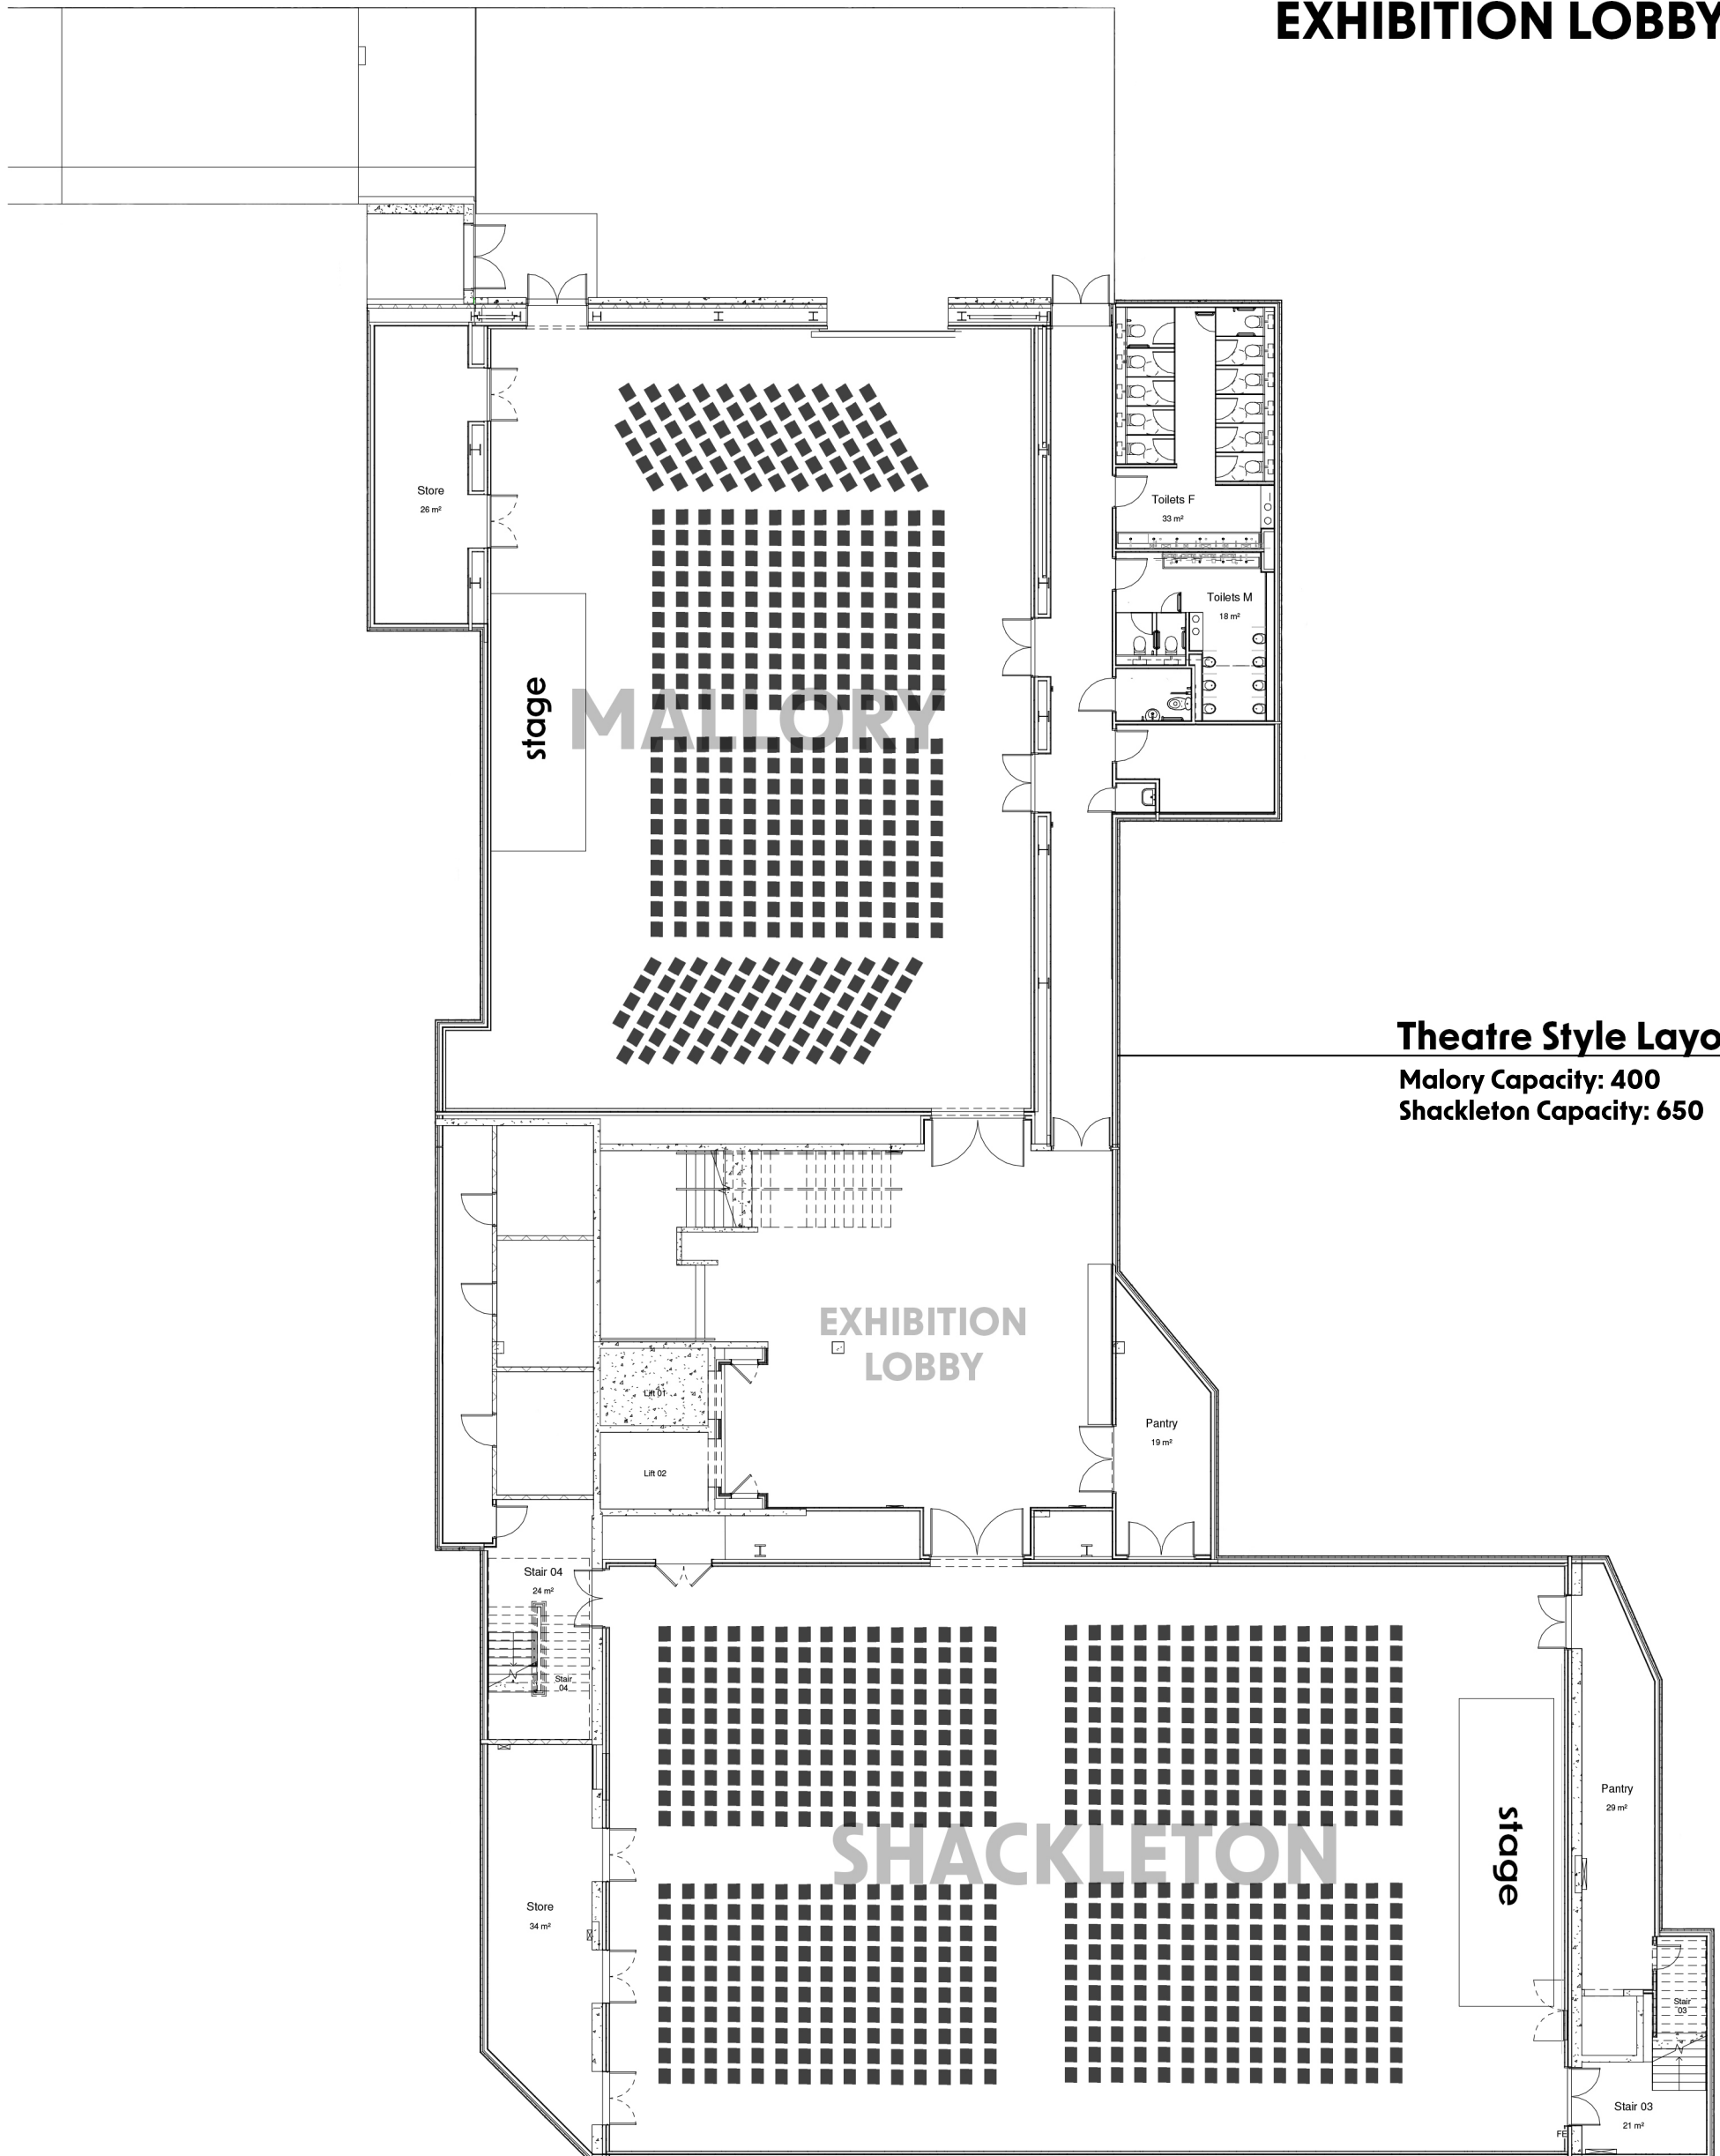 EXHIBITION LOBBY
Store
26 m²
Toilets F
33 m²
Toilets M
18 m²
stage
MALLORY
Theatre Style Layo
Malory Capacity: 400
Shackleton Capacity: 650
EXHIBITION
LOBBY
Lift 01
Lift 02
Pantry
19 m²
Stair 04
24 m²
Stair
04
SHACKLETON
stage
Pantry
29 m²
Store
34 m²
Stair
03
Stair 03
21 m²
FE